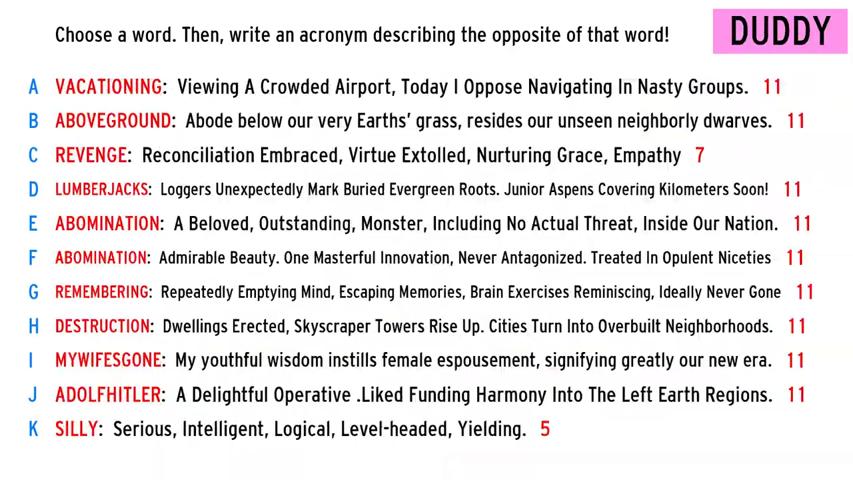 Choose a word. Then, write an acronym describing the opposite of that word!
DUDDY
A VACATIONING: Viewing A Crowded Airport, Today I Oppose Navigating In Nasty Groups. 11
B ABOVEGROUND: Abode below our very Earths' grass, resides our unseen neighborly dwarves. 11
C REVENGE: Reconciliation Embraced, Virtue Extolled, Nurturing Grace, Empathy 7
D LUMBERJACKS: Loggers Unexpectedly Mark Buried Evergreen Roots. Junior Aspens Covering Kilometers Soon! 11
E ABOMINATION: A Beloved, Outstanding, Monster, Including No Actual Threat, Inside Our Nation. 11
F ABOMINATION: Admirable Beauty. One Masterful Innovation, Never Antagonized. Treated In Opulent Niceties 11
G REMEMBERING: Repeatedly Emptying Mind, Escaping Memories, Brain Exercises Reminiscing, Ideally Never Gone 11
H DESTRUCTION: Dwellings Erected, Skyscraper Towers Rise Up. Cities Turn Into Overbuilt Neighborhoods. 11
I MYWIFESGONE: My youthful wisdom instills female espousement, signifying greatly our new era. 11
J ADOLFHITLER: A Delightful Operative .Liked Funding Harmony Into The Left Earth Regions. 11
K SILLY: Serious, Intelligent, Logical, Level-headed, Yielding. 5